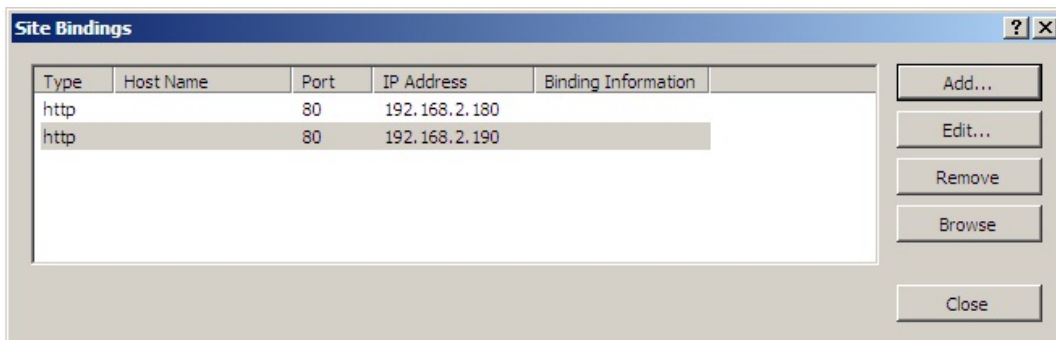 Site Bindings ? X
Type Host Name Port IP Address Binding Information
http 80 192.168.2.180
http 80 192.168.2.190
Add...
Edit...
Remove
Browse
Close